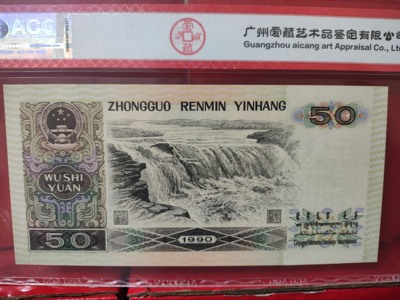 ACG
广州爱藏艺术品鉴定有限公司
Guangzhou aicang art Appraisal Co., Lt
ZHONGGUO RENMIN YINHANG
50
WU SHI
YUAN
50
1990